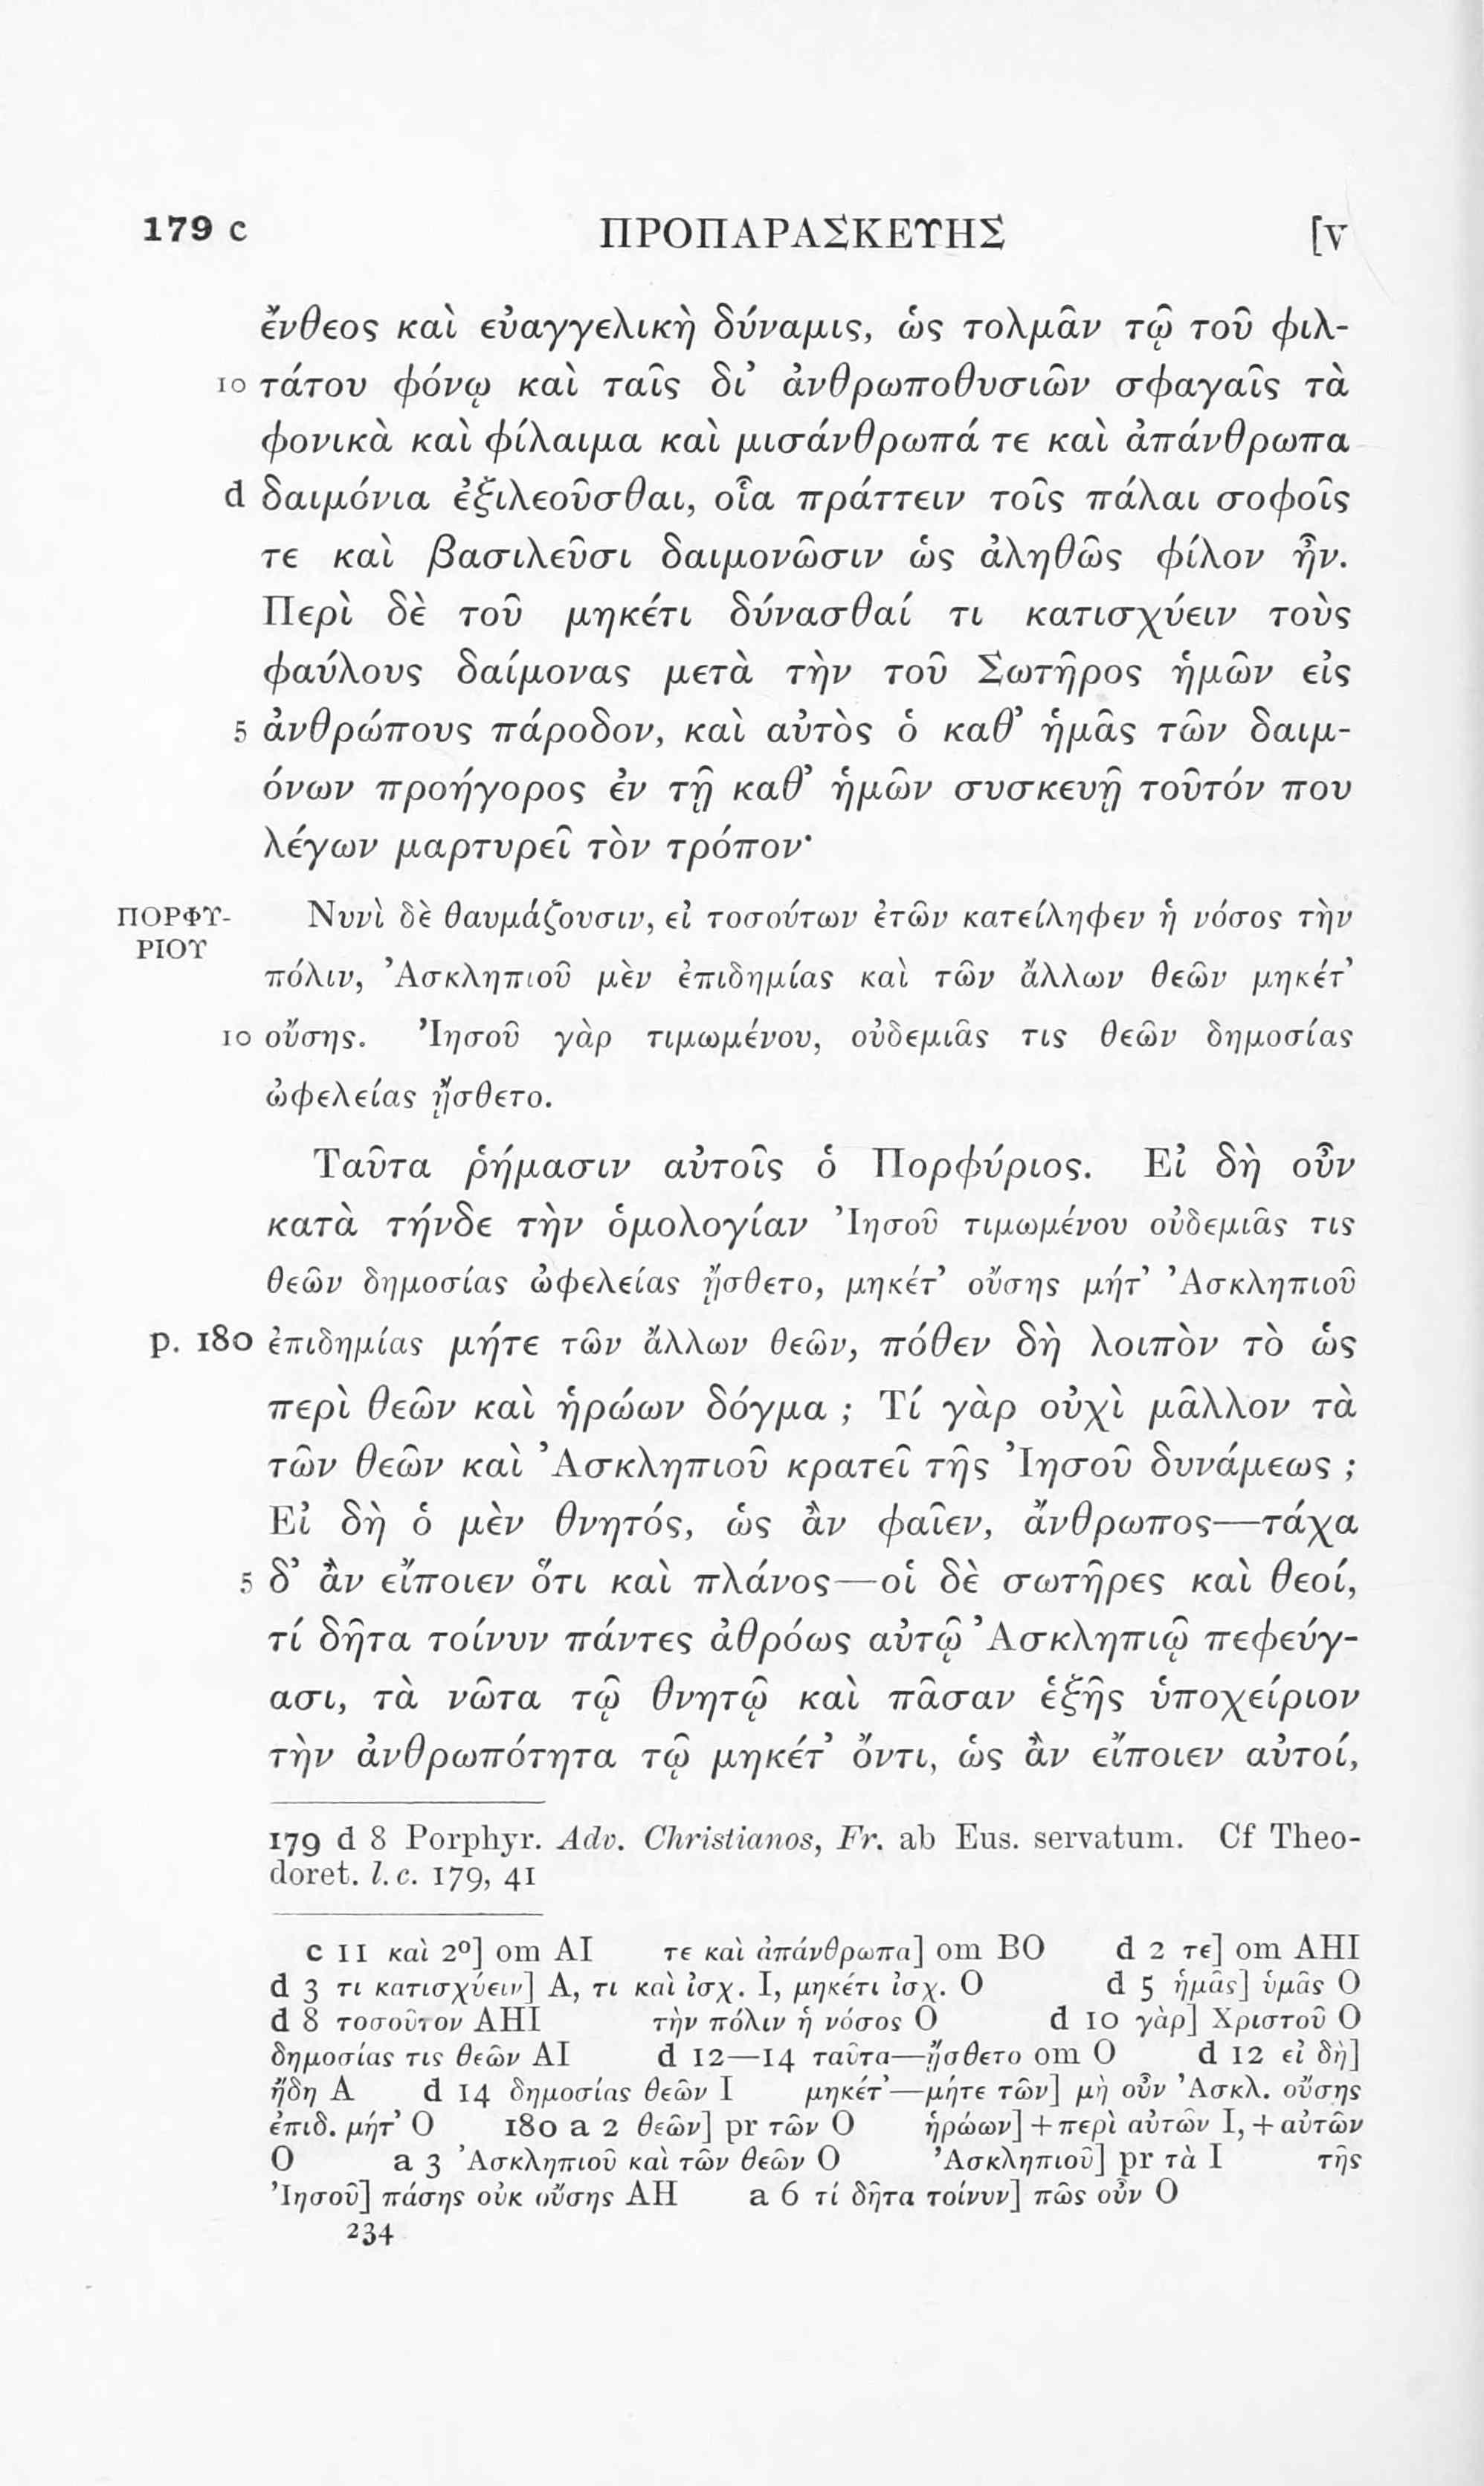 179 c ΠΡΟΠΑΡΑΣΚΕΥΗΣ [V
ἔνθεος καὶ εὐαγγελικὴ δύναμις, ὡς τολμᾶν τῷ τοῦ φιλ-
10 τάτου φόνῳ καὶ ταῖς δι’ ἀνθρωποθυσιῶν σφαγαῖς τὰ
φονικὰ καὶ φίλαιμα καὶ μισάνθρωπά τε καὶ ἀπάνθρωπα
d δαιμόνια ἐξιλεοῦσθαι, οἷα πράττειν τοῖς πάλαι σοφοῖς
τε καὶ βασιλεῦσι δαιμονῶσιν ὡς ἀληθῶς φίλον ἦν.
Περὶ δὲ τοῦ μηκέτι δύνασθαί τι κατισχύειν τοὺς
φαύλους δαίμονας μετὰ τὴν τοῦ Σωτῆρος ἡμῶν εἰς
5 ἀνθρώπους πάροδον, καὶ αὐτὸς ὁ καθ’ ἡμᾶς τῶν δαιμ-
όνων προήγορος ἐν τῇ καθ’ ἡμῶν συσκευῇ τοῦτόν που
λέγων μαρτυρεῖ τὸν τρόπον·
ΠΟΡΦΥ- Νυνὶ δὲ θαυμάζουσιν, εἰ τοσούτων ἐτῶν κατείληφεν ἡ νόσος τὴν
ΡΙΟΥ
πόλιν, Ἀσκληπιοῦ μὲν ἐπιδημίας καὶ τῶν ἄλλων θεῶν μηκέτ’
10 οὔσης. Ἰησοῦ γὰρ τιμωμένου, οὐδεμιᾶς τις θεῶν δημοσίας
ὠφελείας ᾔσθετο.
Ταῦτα ῥήμασιν αὐτοῖς ὁ Πορφύριος. Εἰ δὴ οὖν
κατὰ τήνδε τὴν ὁμολογίαν Ἰησοῦ τιμωμένου οὐδεμιᾶς τις
θεῶν δημοσίας ὠφελείας ᾔσθετο, μηκέτ’ οὔσης μήτ’ Ἀσκληπιοῦ
p. 180 ἐπιδημίας μήτε τῶν ἄλλων θεῶν, πόθεν δὴ λοιπὸν τὸ ὡς
περὶ θεῶν καὶ ἡρώων δόγμα ; Τί γὰρ οὐχὶ μᾶλλον τὰ
τῶν θεῶν καὶ Ἀσκληπιοῦ κρατεῖ τῆς Ἰησοῦ δυνάμεως ;
Εἰ δὴ ὁ μὲν θνητός, ὡς ἂν φαῖεν, ἄνθρωπος—τάχα
5 δ’ ἂν εἴποιεν ὅτι καὶ πλάνος—οἱ δὲ σωτῆρες καὶ θεοί,
τί δῆτα τοίνυν πάντες ἀθρόως αὐτῷ Ἀσκληπιῷ πεφεύγ-
ασι, τὰ νῶτα τῷ θνητῷ καὶ πᾶσαν ἑξῆς ὑποχείριον
τὴν ἀνθρωπότητα τῷ μηκέτ’ ὄντι, ὡς ἂν εἴποιεν αὐτοί,
179 d 8 Porphyr. Adv. Christianos, Fr. ab Eus. servatum. Cf Theo-
doret. l. c. 179, 41
c 11 καὶ 2º] om AI τε καὶ ἀπάνθρωπα] om BO d 2 τε] om AHI
d 3 τι κατισχύειν] A, τι καὶ ἰσχ. I, μηκέτι ἰσχ. O d 5 ἡμᾶς] ὑμᾶς O
d 8 τοσοῦτον AHI τὴν πόλιν ἡ νόσος O d 10 γὰρ] Χριστοῦ O
δημοσίας τις θεῶν AI d 12—14 ταῦτα—ᾔσθετο om O d 12 εἰ δὴ]
ἤδη A d 14 δημοσίας θεῶν I μηκέτ’—μήτε τῶν] μὴ οὖν Ἀσκλ. οὔσης
ἐπιδ. μήτ’ O 180 a 2 θεῶν] pr τῶν O ἡρώων] + περὶ αὐτῶν I, + αὐτῶν
O a 3 Ἀσκληπιοῦ καὶ τῶν θεῶν O Ἀσκληπιοῦ] pr τὰ I τῆς
Ἰησοῦ] πάσης οὐκ οὔσης AH a 6 τί δῆτα τοίνυν] πῶς οὖν O
234